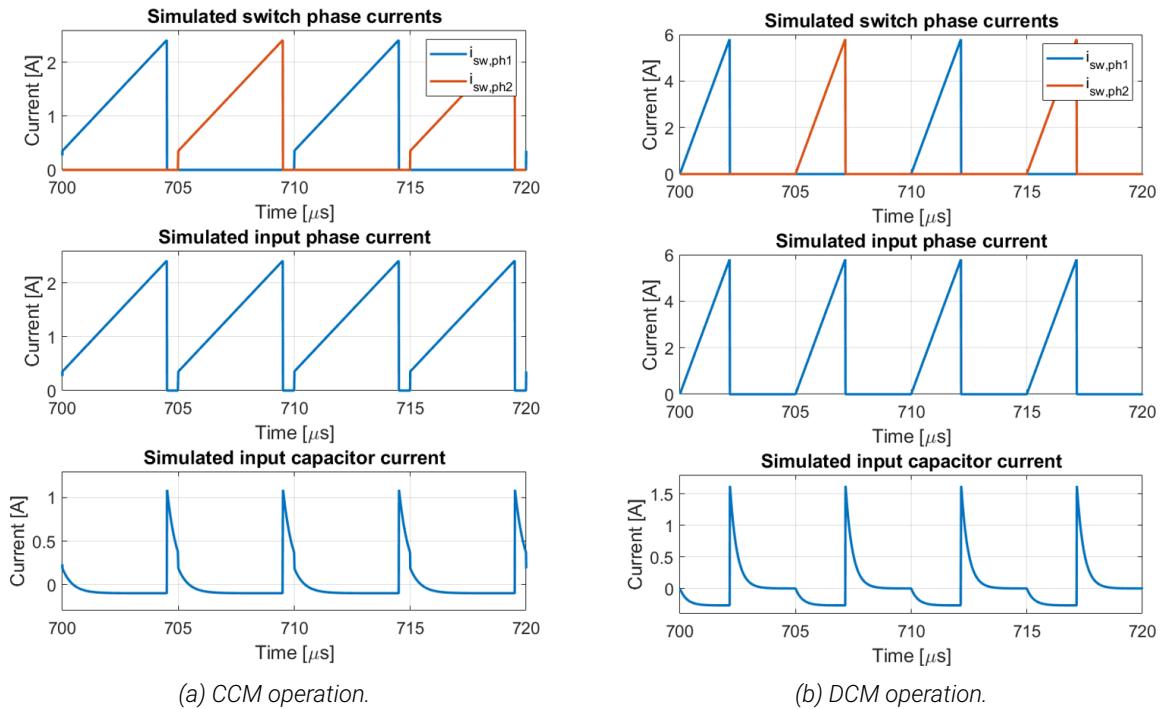 Simulated switch phase currents
Current [A]
2
1
0
i_sw,ph1
i_sw,ph2
700 705 710 715 720
Time [μs]
Simulated input phase current
Current [A]
2
1
0
700 705 710 715 720
Time [μs]
Simulated input capacitor current
Current [A]
1
0.5
0
700 705 710 715 720
Time [μs]
(a) CCM operation.
Simulated switch phase currents
Current [A]
6
4
2
0
i_sw,ph1
i_sw,ph2
700 705 710 715 720
Time [μs]
Simulated input phase current
Current [A]
6
4
2
0
700 705 710 715 720
Time [μs]
Simulated input capacitor current
Current [A]
1.5
1
0.5
0
700 705 710 715 720
Time [μs]
(b) DCM operation.